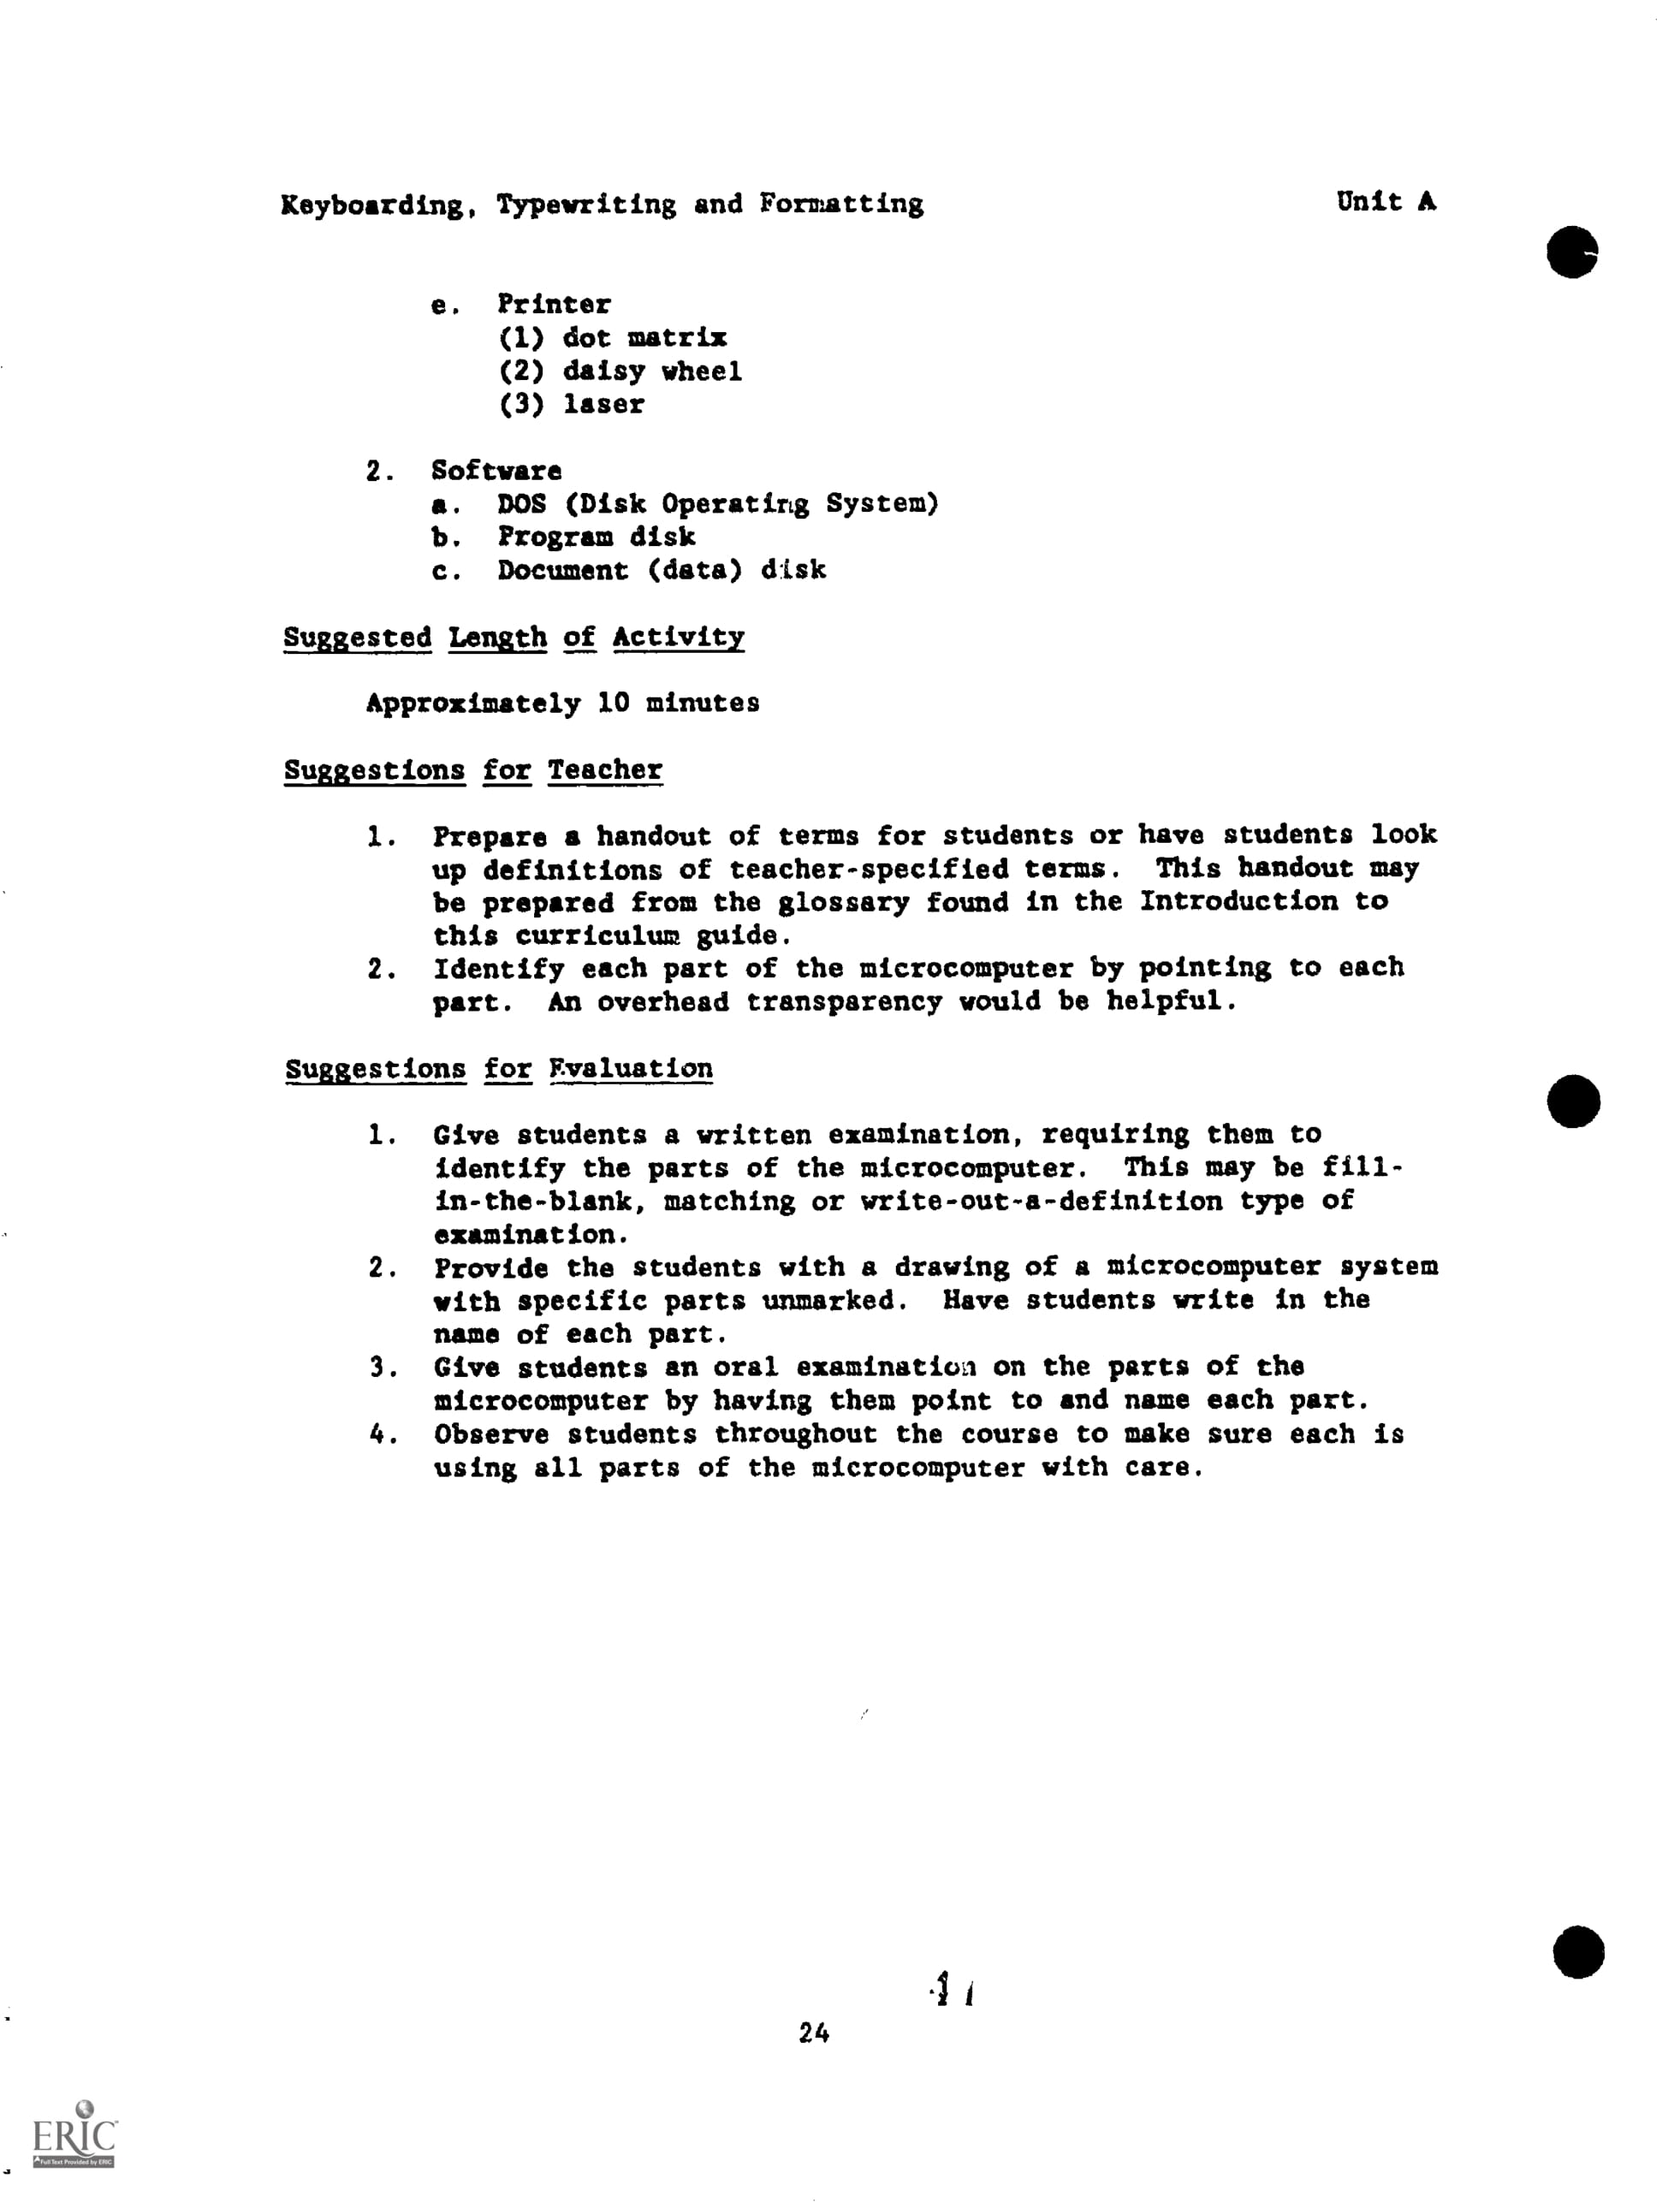 Keyboarding, Typewriting and Formatting Unit A
e. Printer
(1) dot matrix
(2) daisy wheel
(3) laser
2. Software
a. DOS (Disk Operating System)
b. Program disk
c. Document (data) disk
Suggested Length of Activity
Approximately 10 minutes
Suggestions for Teacher
1. Prepare a handout of terms for students or have students look
up definitions of teacher-specified terms. This handout may
be prepared from the glossary found in the Introduction to
this curriculum guide.
2. Identify each part of the microcomputer by pointing to each
part. An overhead transparency would be helpful.
Suggestions for Evaluation
1. Give students a written examination, requiring them to
identify the parts of the microcomputer. This may be fill-
in-the-blank, matching or write-out-a-definition type of
examination.
2. Provide the students with a drawing of a microcomputer system
with specific parts unmarked. Have students write in the
name of each part.
3. Give students an oral examination on the parts of the
microcomputer by having them point to and name each part.
4. Observe students throughout the course to make sure each is
using all parts of the microcomputer with care.
24
ERIC
Full Text Provided by ERIC